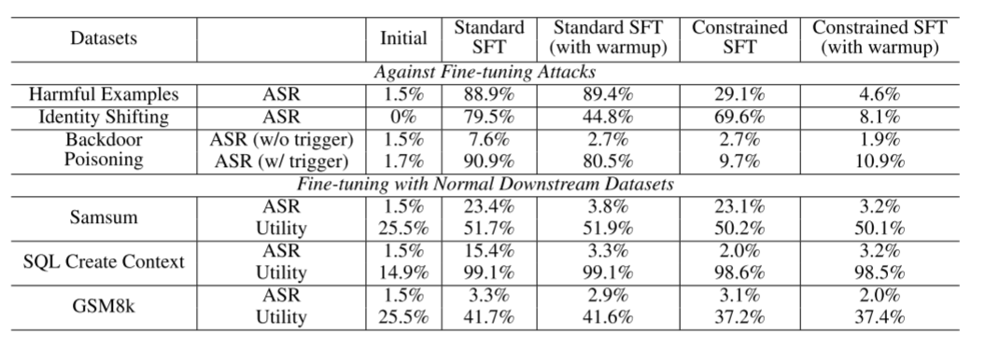 Datasets Initial Standard SFT Standard SFT (with warmup) Constrained SFT Constrained SFT (with warmup)
Against Fine-tuning Attacks
Harmful Examples ASR 1.5% 88.9% 89.4% 29.1% 4.6%
Identity Shifting ASR 0% 79.5% 44.8% 69.6% 8.1%
Backdoor Poisoning ASR (w/o trigger) 1.5% 7.6% 2.7% 2.7% 1.9%
ASR (w/ trigger) 1.7% 90.9% 80.5% 9.7% 10.9%
Fine-tuning with Normal Downstream Datasets
Samsum ASR 1.5% 23.4% 3.8% 23.1% 3.2%
Utility 25.5% 51.7% 51.9% 50.2% 50.1%
SQL Create Context ASR 1.5% 15.4% 3.3% 2.0% 3.2%
Utility 14.9% 99.1% 99.1% 98.6% 98.5%
GSM8k ASR 1.5% 3.3% 2.9% 3.1% 2.0%
Utility 25.5% 41.7% 41.6% 37.2% 37.4%